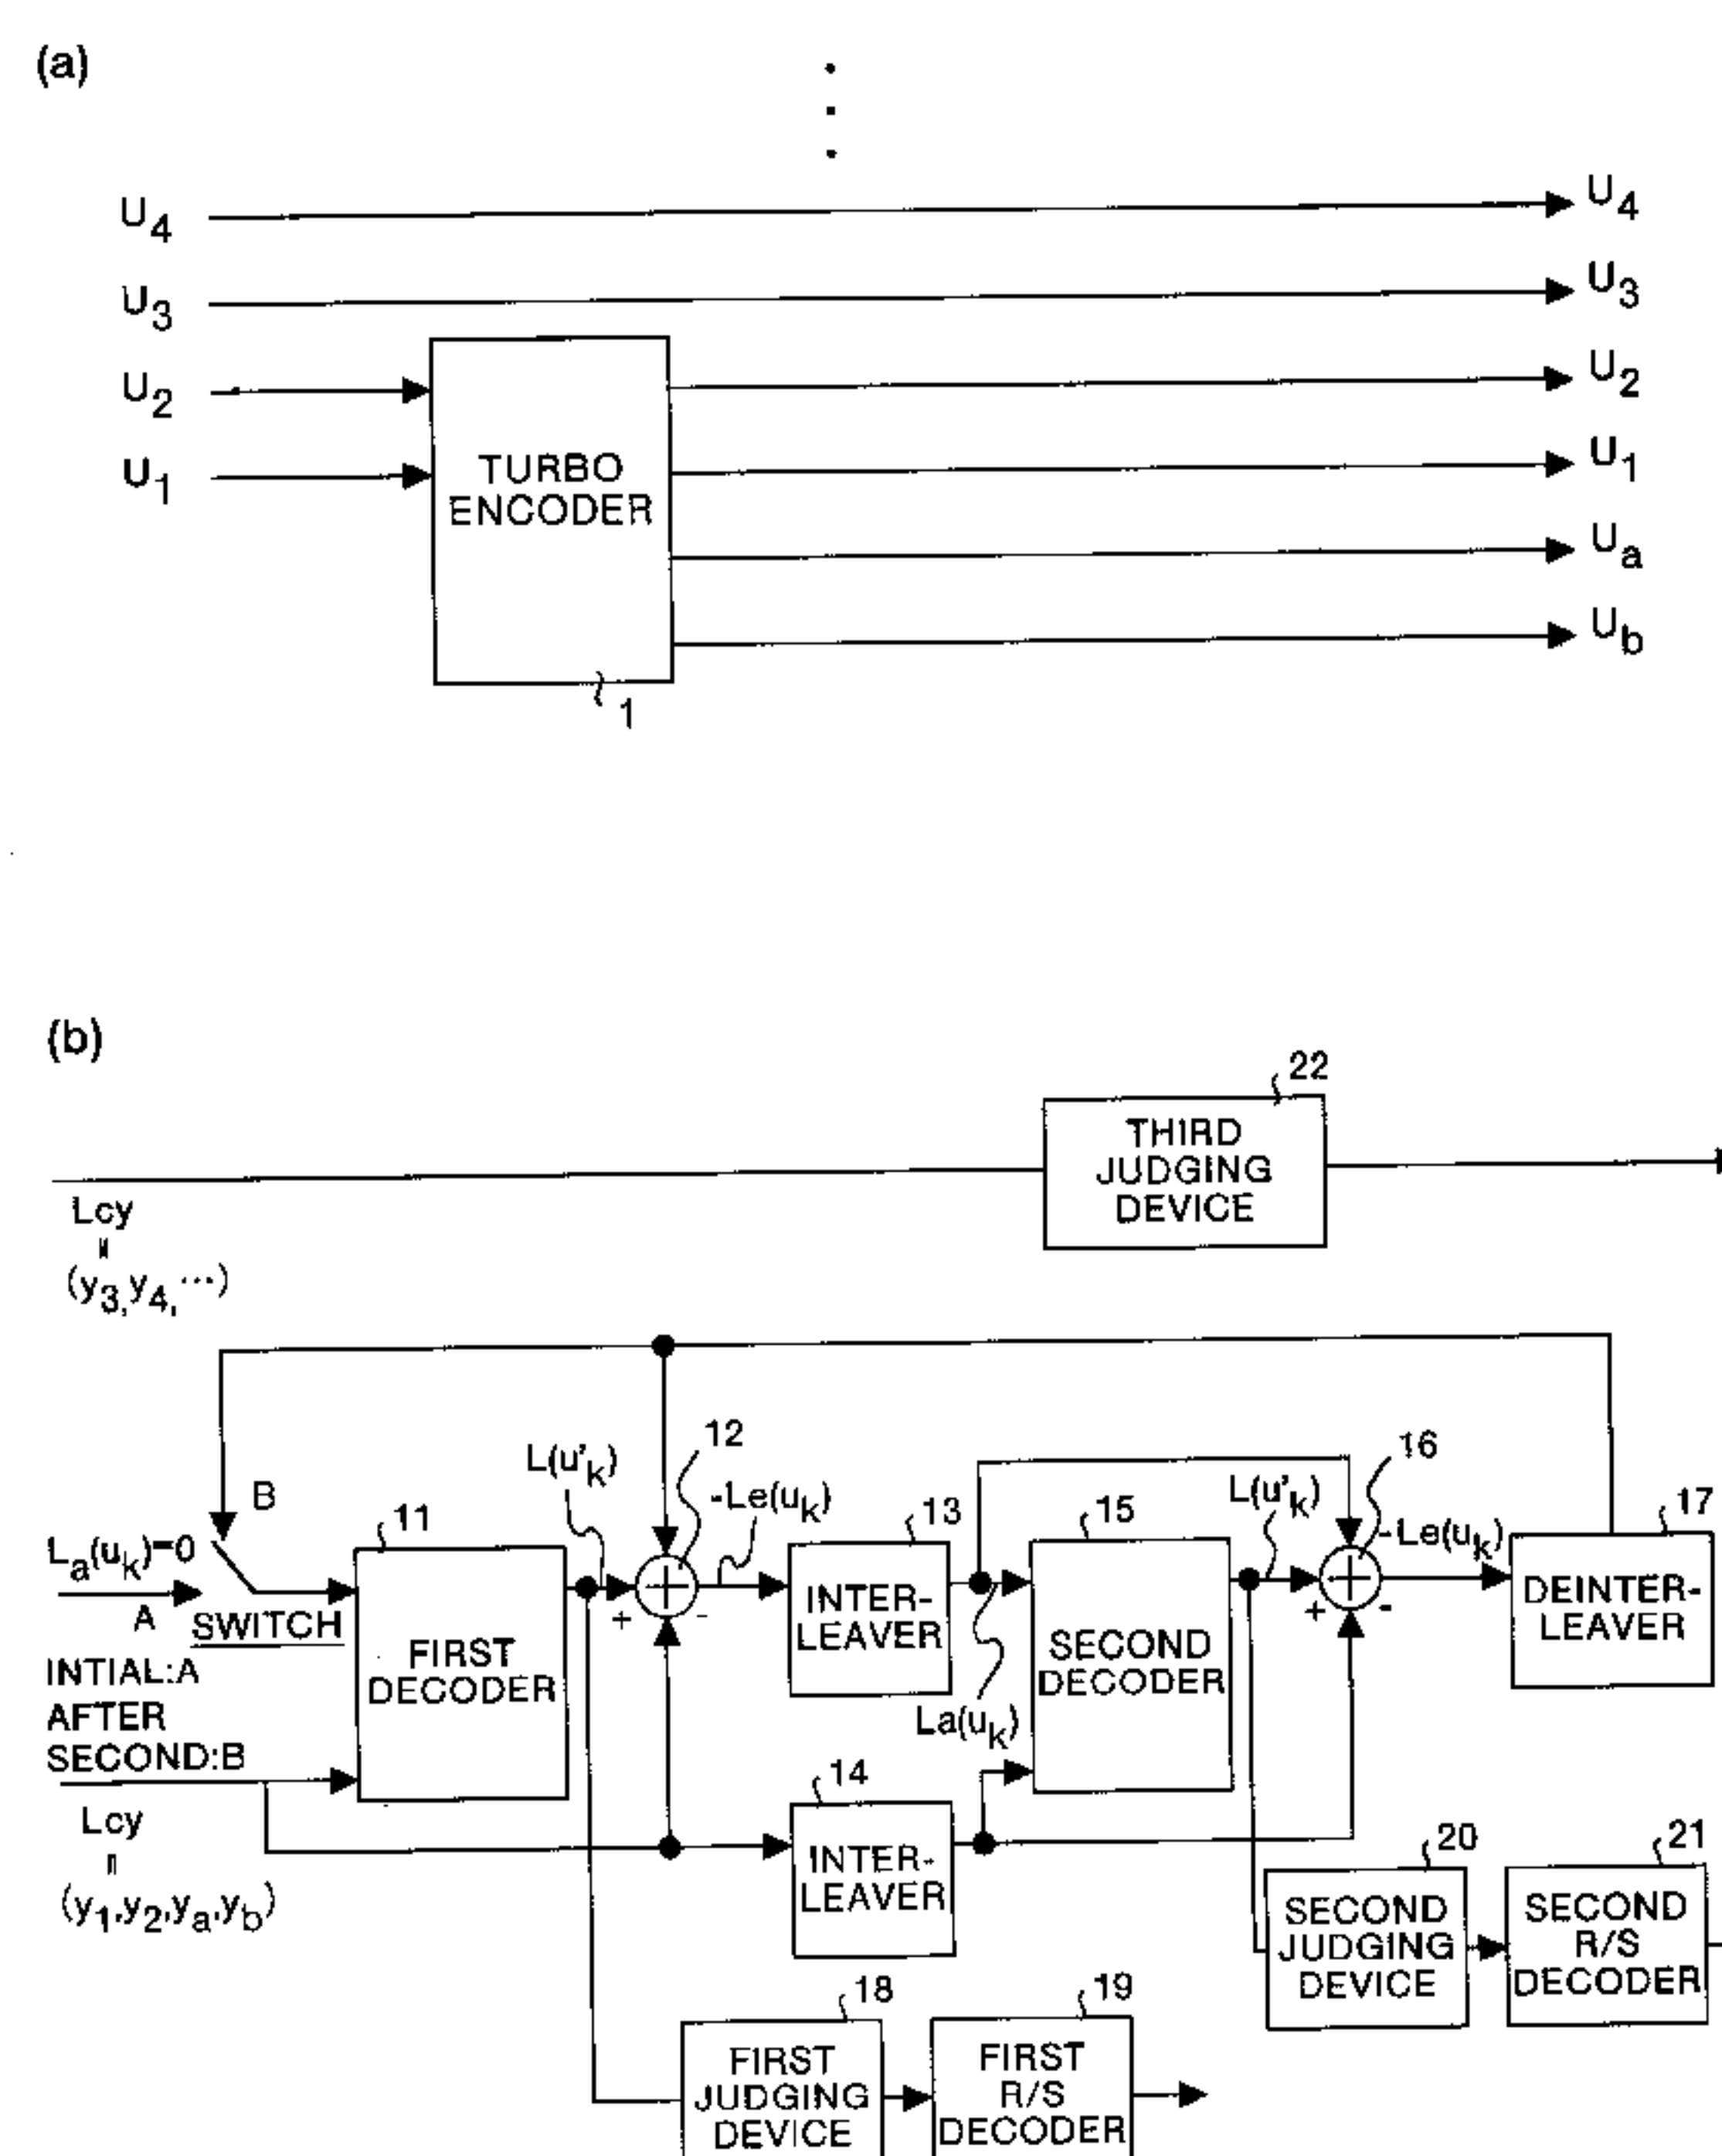 (a)
U4 U4
U3 U3
U2 U2
U1 U1
TURBO
ENCODER
Ua
Ub
1
(b)
22
THIRD
JUDGING
DEVICE
Lcy
=
(y3,y4,···)
12
16
L(u'k)
-Le(uk)
B
11
13
15
L(u'k)
-Le(uk)
17
La(uk)=0
A
SWITCH
+ -
+ -
INTER-
LEAVER
DEINTER-
LEAVER
FIRST
DECODER
SECOND
DECODER
INTIAL:A
AFTER
SECOND:B
La(uk)
14
Lcy
=
(y1,y2,ya,yb)
INTER-
LEAVER
20
21
SECOND
JUDGING
DEVICE
SECOND
R/S
DECODER
18
19
FIRST
JUDGING
DEVICE
FIRST
R/S
DECODER